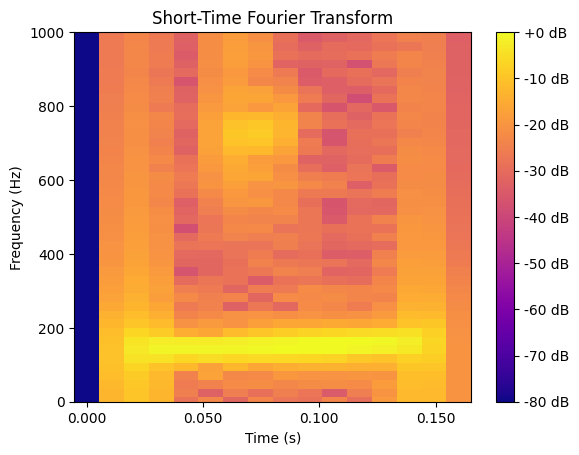 Short-Time Fourier Transform
1000
800
600
400
200
0
Frequency (Hz)
0.000
0.050
0.100
0.150
Time (s)
+0 dB
-10 dB
-20 dB
-30 dB
-40 dB
-50 dB
-60 dB
-70 dB
-80 dB